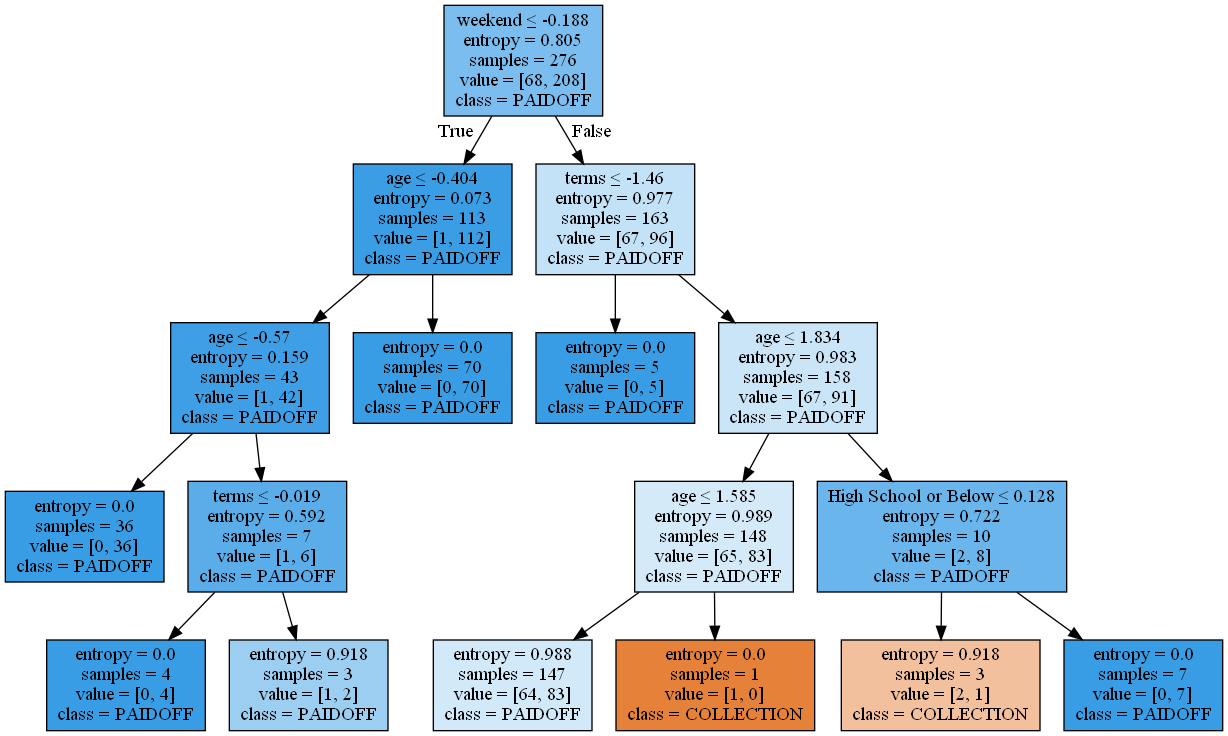 weekend ≤ -0.188
entropy = 0.805
samples = 276
value = [68, 208]
class = PAIDOFF
True
False
age ≤ -0.404
entropy = 0.073
samples = 113
value = [1, 112]
class = PAIDOFF
terms ≤ -1.46
entropy = 0.977
samples = 163
value = [67, 96]
class = PAIDOFF
age ≤ -0.57
entropy = 0.159
samples = 43
value = [1, 42]
class = PAIDOFF
entropy = 0.0
samples = 70
value = [0, 70]
class = PAIDOFF
entropy = 0.0
samples = 5
value = [0, 5]
class = PAIDOFF
age ≤ 1.834
entropy = 0.983
samples = 158
value = [67, 91]
class = PAIDOFF
entropy = 0.0
samples = 36
value = [0, 36]
class = PAIDOFF
terms ≤ -0.019
entropy = 0.592
samples = 7
value = [1, 6]
class = PAIDOFF
age ≤ 1.585
entropy = 0.989
samples = 148
value = [65, 83]
class = PAIDOFF
High School or Below ≤ 0.128
entropy = 0.722
samples = 10
value = [2, 8]
class = PAIDOFF
entropy = 0.0
samples = 4
value = [0, 4]
class = PAIDOFF
entropy = 0.918
samples = 3
value = [1, 2]
class = PAIDOFF
entropy = 0.988
samples = 147
value = [64, 83]
class = PAIDOFF
entropy = 0.0
samples = 1
value = [1, 0]
class = COLLECTION
entropy = 0.918
samples = 3
value = [2, 1]
class = COLLECTION
entropy = 0.0
samples = 7
value = [0, 7]
class = PAIDOFF